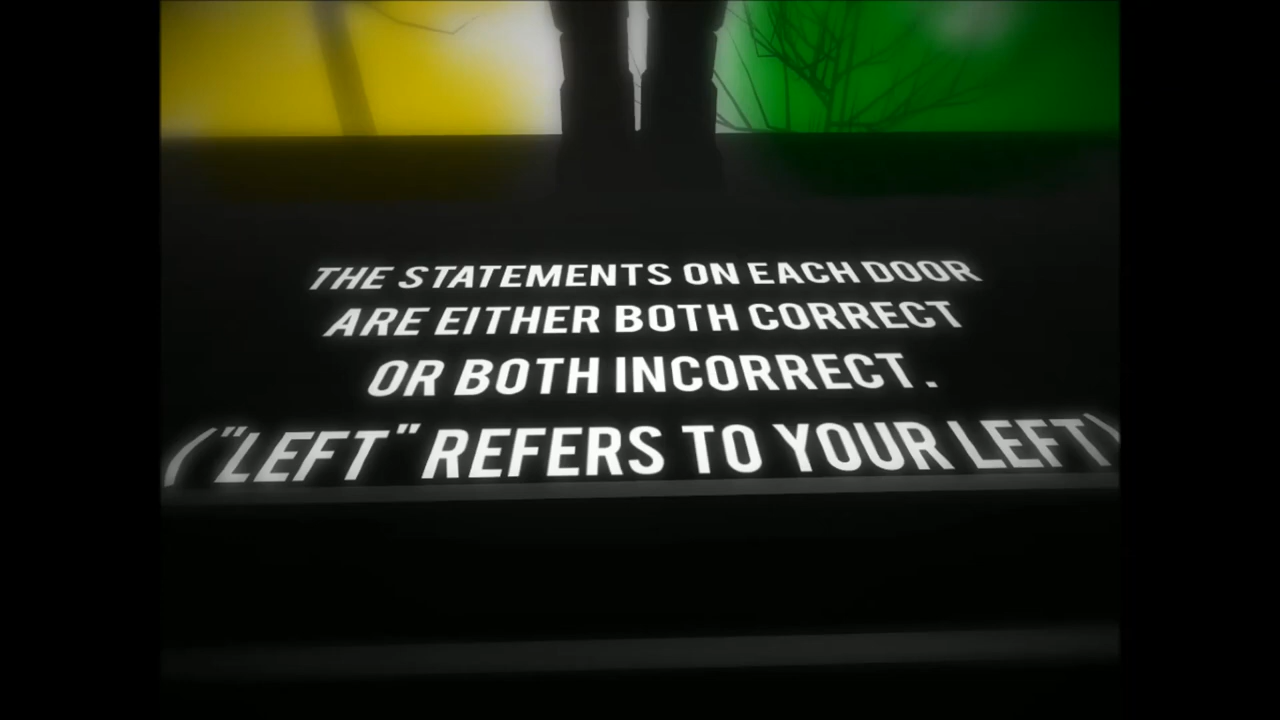 THE STATEMENTS ON EACH DOOR
ARE EITHER BOTH CORRECT
OR BOTH INCORRECT.
("LEFT" REFERS TO YOUR LEFT)